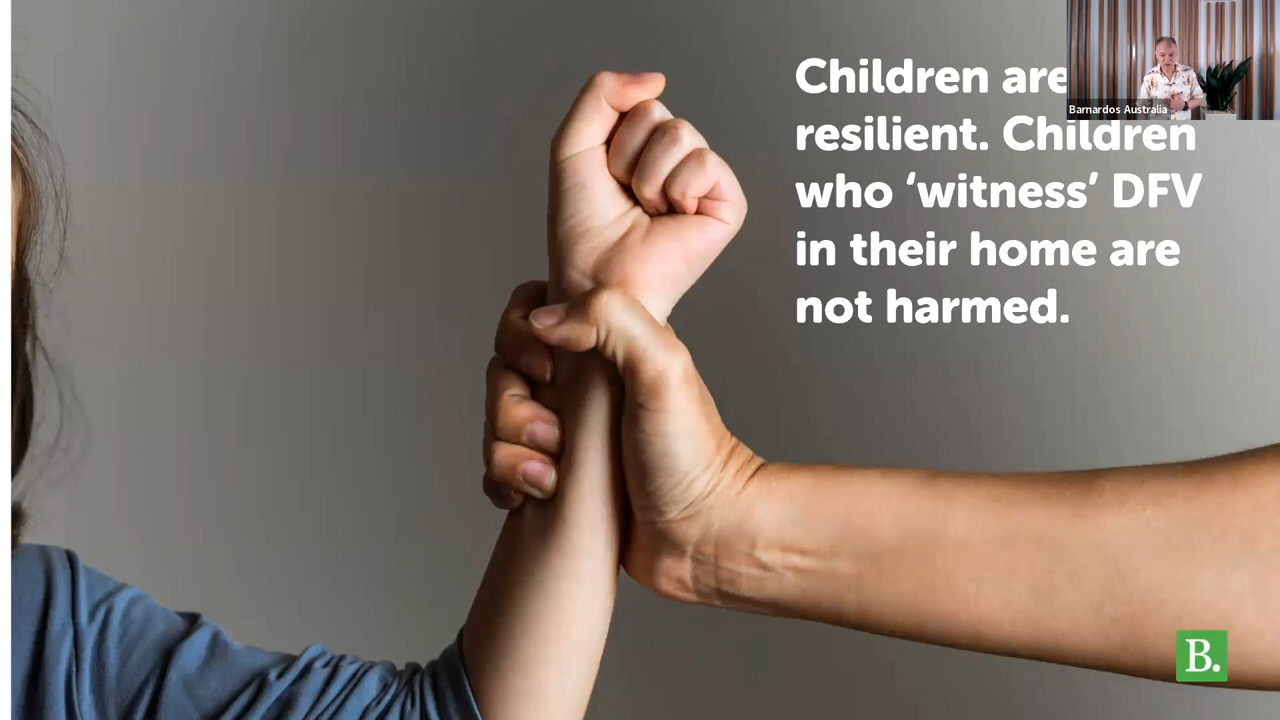 Children are
resilient. Children
who ‘witness’ DFV
in their home are
not harmed.
Barnardos Australia
B.